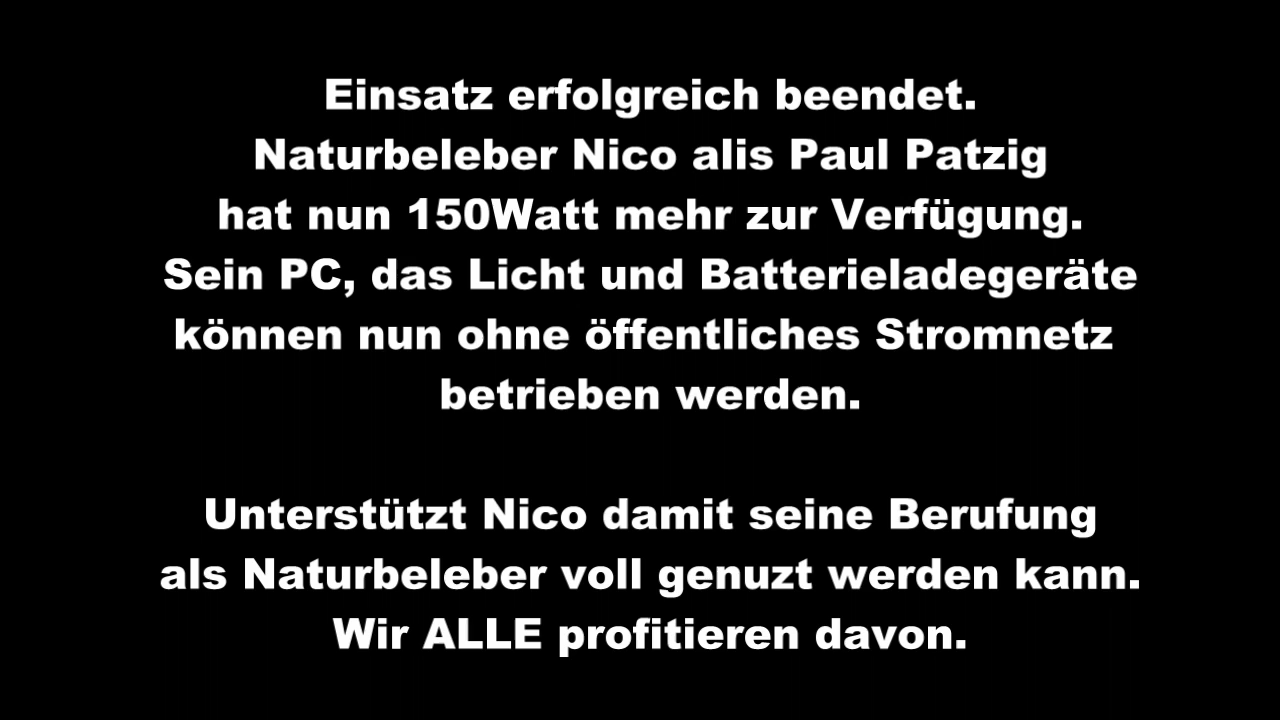 Einsatz erfolgreich beendet.
Naturbeleber Nico alis Paul Patzig
hat nun 150Watt mehr zur Verfügung.
Sein PC, das Licht und Batterieladegeräte
können nun ohne öffentliches Stromnetz
betrieben werden.
Unterstützt Nico damit seine Berufung
als Naturbeleber voll genuzt werden kann.
Wir ALLE profitieren davon.